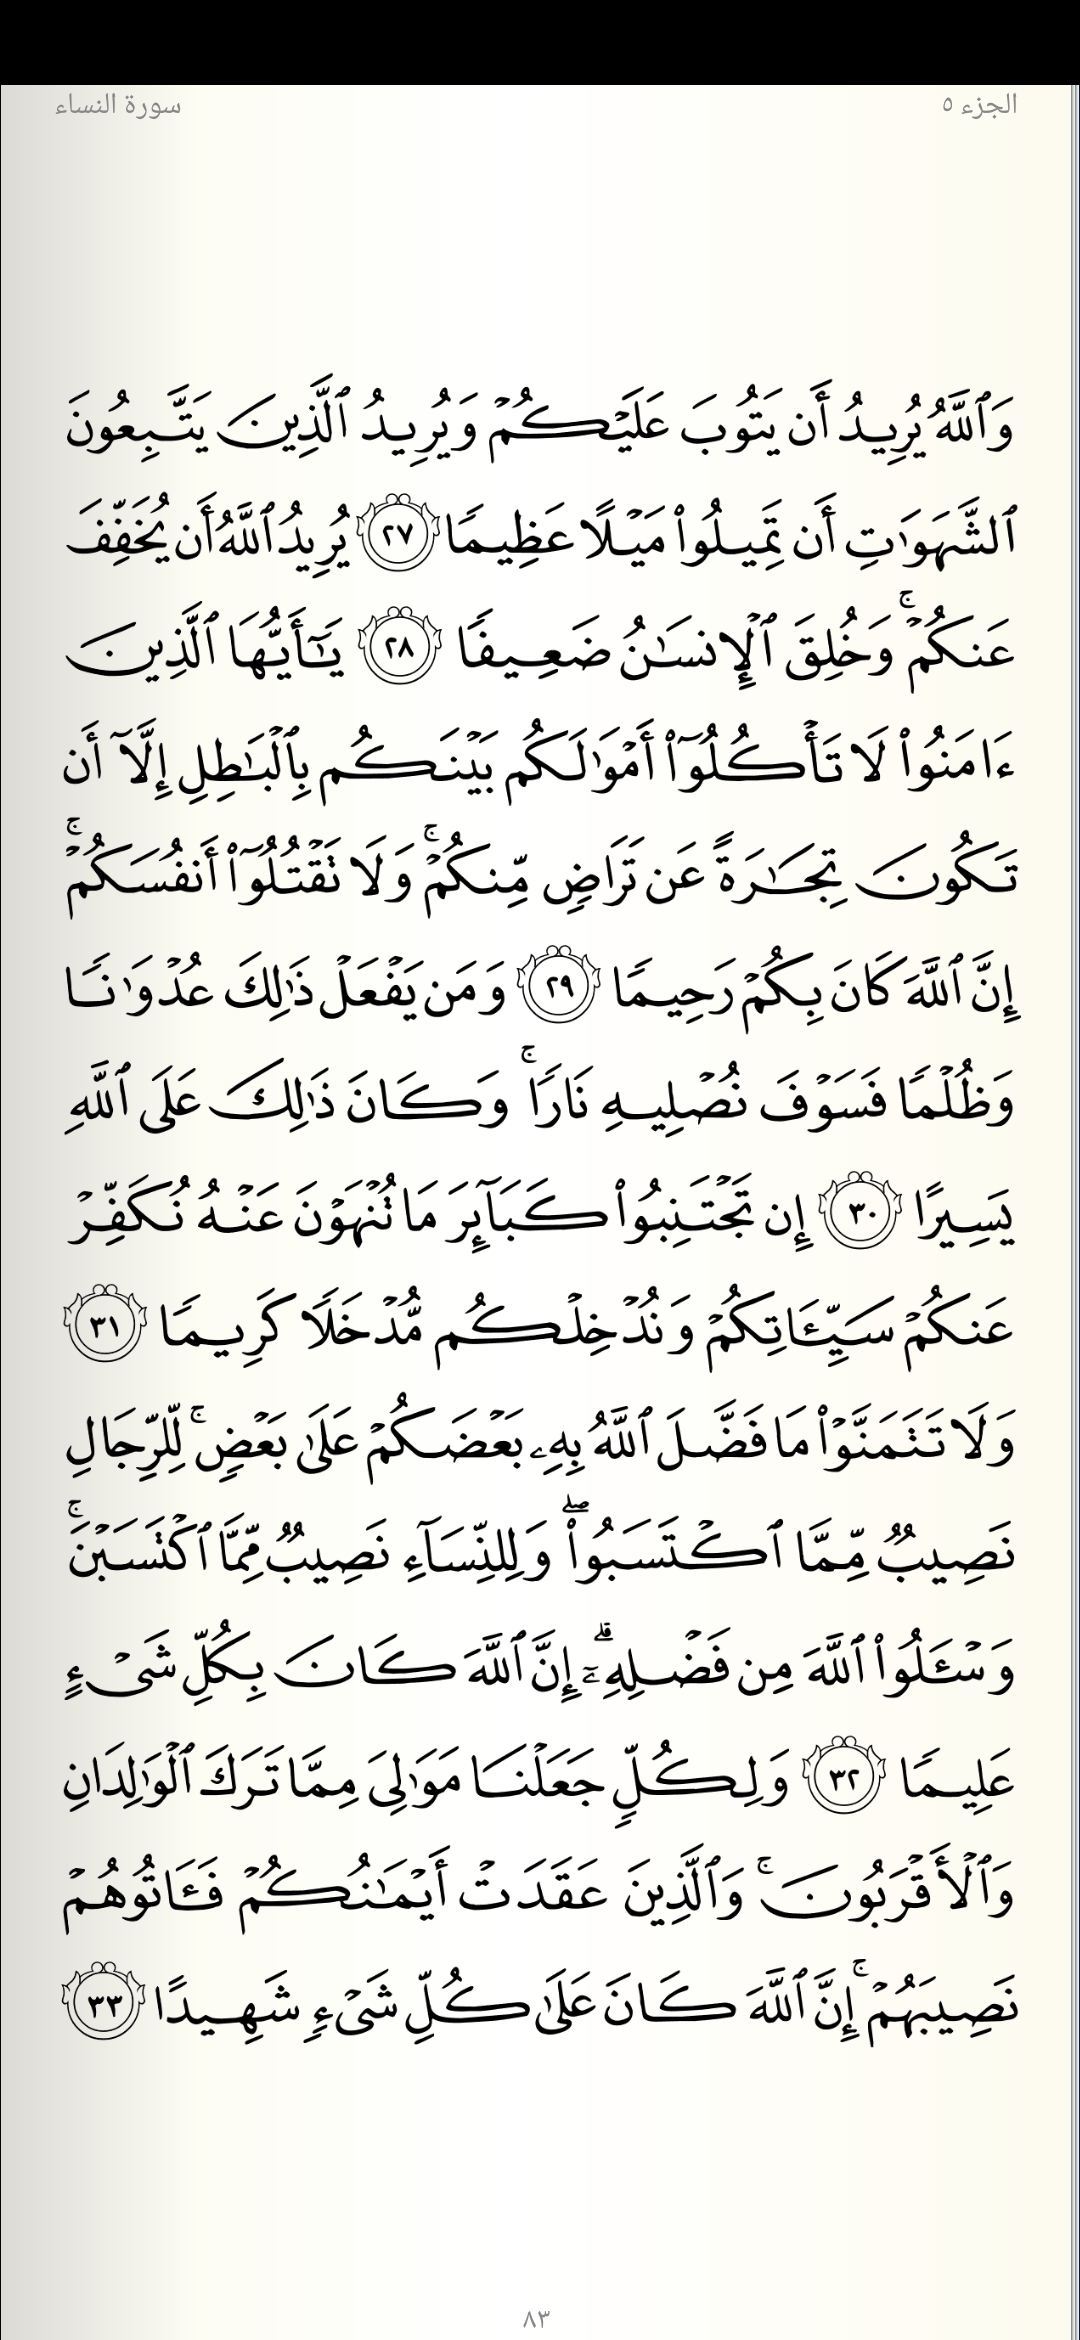 الجزء ٥
سورة النساء
وَٱللَّهُ يُرِيدُ أَن يَتُوبَ عَلَيۡكُمۡ وَيُرِيدُ ٱلَّذِينَ يَتَّبِعُونَ
ٱلشَّهَوَٰتِ أَن تَمِيلُواْ مَيۡلًا عَظِيمًا ٢٧ يُرِيدُ ٱللَّهُ أَن يُخَفِّفَ
عَنكُمۡۚ وَخُلِقَ ٱلۡإِنسَٰنُ ضَعِيفًا ٢٨ يَٰٓأَيُّهَا ٱلَّذِينَ
ءَامَنُواْ لَا تَأۡكُلُوٓاْ أَمۡوَٰلَكُم بَيۡنَكُم بِٱلۡبَٰطِلِ إِلَّآ أَن
تَكُونَ تِجَٰرَةً عَن تَرَاضٖ مِّنكُمۡۚ وَلَا تَقۡتُلُوٓاْ أَنفُسَكُمۡۚ
إِنَّ ٱللَّهَ كَانَ بِكُمۡ رَحِيمًا ٢٩ وَمَن يَفۡعَلۡ ذَٰلِكَ عُدۡوَٰنًا
وَظُلۡمًا فَسَوۡفَ نُصۡلِيهِ نَارًاۚ وَكَانَ ذَٰلِكَ عَلَى ٱللَّهِ
يَسِيرًا ٣٠ إِن تَجۡتَنِبُواْ كَبَآئِرَ مَا تُنۡهَوۡنَ عَنۡهُ نُكَفِّرۡ
عَنكُمۡ سَيِّـَٔاتِكُمۡ وَنُدۡخِلۡكُم مُّدۡخَلًا كَرِيمًا ٣١
وَلَا تَتَمَنَّوۡاْ مَا فَضَّلَ ٱللَّهُ بِهِۦ بَعۡضَكُمۡ عَلَىٰ بَعۡضٖۚ لِّلرِّجَالِ
نَصِيبٞ مِّمَّا ٱكۡتَسَبُواْۖ وَلِلنِّسَآءِ نَصِيبٞ مِّمَّا ٱكۡتَسَبۡنَۚ
وَسۡـَٔلُواْ ٱللَّهَ مِن فَضۡلِهِۦٓۗ إِنَّ ٱللَّهَ كَانَ بِكُلِّ شَيۡءٍ
عَلِيمًا ٣٢ وَلِكُلّٖ جَعَلۡنَا مَوَٰلِيَ مِمَّا تَرَكَ ٱلۡوَٰلِدَانِ
وَٱلۡأَقۡرَبُونَۚ وَٱلَّذِينَ عَقَدَتۡ أَيۡمَٰنُكُمۡ فَـَٔاتُوهُمۡ
نَصِيبَهُمۡۚ إِنَّ ٱللَّهَ كَانَ عَلَىٰ كُلِّ شَيۡءٖ شَهِيدًا ٣٣
٨٣